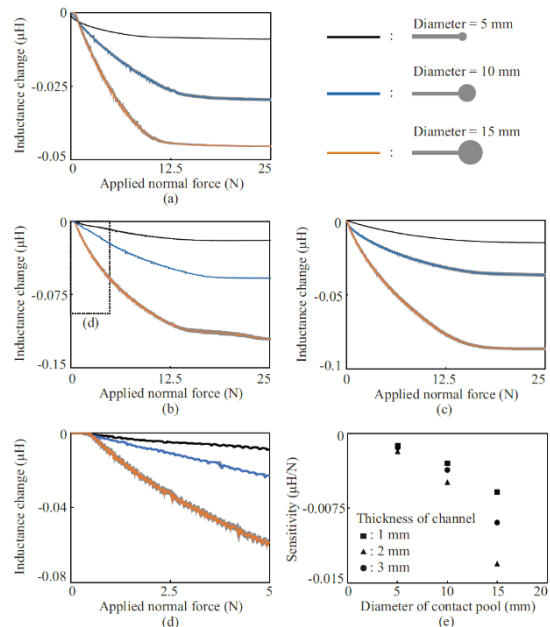 Inductance change (μH)
0
-0.025
-0.05
0
12.5
25
Applied normal force (N)
(a)
: Diameter = 5 mm
: Diameter = 10 mm
: Diameter = 15 mm
Inductance change (μH)
0
-0.075
-0.15
(d)
0
12.5
25
Applied normal force (N)
(b)
Inductance change (μH)
0
-0.05
-0.1
0
12.5
25
Applied normal force (N)
(c)
Inductance change (μH)
0
-0.04
-0.08
0
2.5
5
Applied normal force (N)
(d)
Sensitivity (μH/N)
0
-0.0075
-0.015
Thickness of channel
: 1 mm
: 2 mm
: 3 mm
0
5
10
15
20
Diameter of contact pool (mm)
(e)